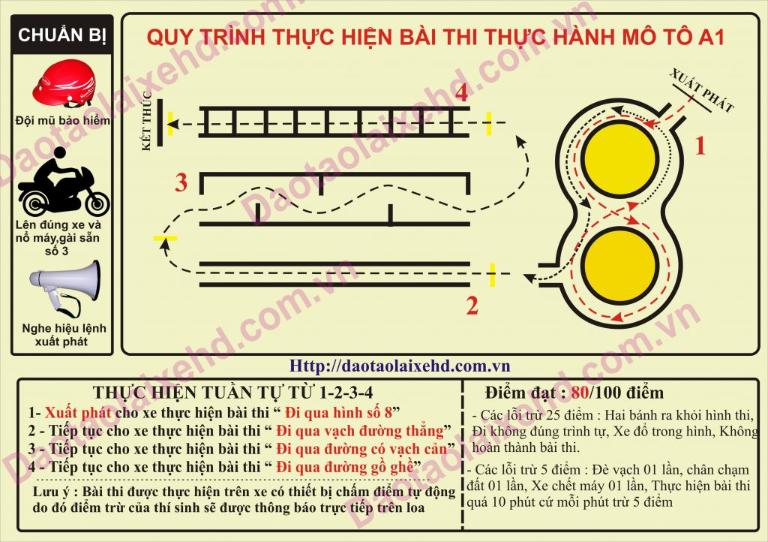 CHUẨN BỊ
Đội mũ bảo hiểm
Lên đúng xe và
nổ máy,gài sẵn
số 3
Nghe hiệu lệnh
xuất phát
QUY TRÌNH THỰC HIỆN BÀI THI THỰC HÀNH MÔ TÔ A1
XUẤT PHÁT
1
KẾT THÚC
4
3
2
Http://daotaolaixehd.com.vn
THỰC HIỆN TUẦN TỰ TỪ 1-2-3-4
1- Xuất phát cho xe thực hiện bài thi “ Đi qua hình số 8”
2 - Tiếp tục cho xe thực hiện bài thi “ Đi qua vạch đường thẳng”
3 - Tiếp tục cho xe thực hiện bài thi “ Đi qua đường có vạch cản”
4 - Tiếp tục cho xe thực hiện bài thi “ Đi qua đường gồ ghề”
Lưu ý : Bài thi được thực hiện trên xe có thiết bị chấm điểm tự động
do đó điểm trừ của thí sinh sẽ được thông báo trực tiếp trên loa
Điểm đạt : 80/100 điểm
- Các lỗi trừ 25 điểm : Hai bánh ra khỏi hình thi,
Đi không đúng trình tự, Xe đổ trong hình, Không
hoàn thành bài thi.
- Các lỗi trừ 5 điểm : Đè vạch 01 lần, chân chạm
đất 01 lần, Xe chết máy 01 lần, Thực hiện bài thi
quá 10 phút cứ mỗi phút trừ 5 điểm
Daotaolaixehd.com.vn
Daotaolaixehd.com.vn
Daotaolaixehd.com.vn
Daotaolaixehd.com.vn